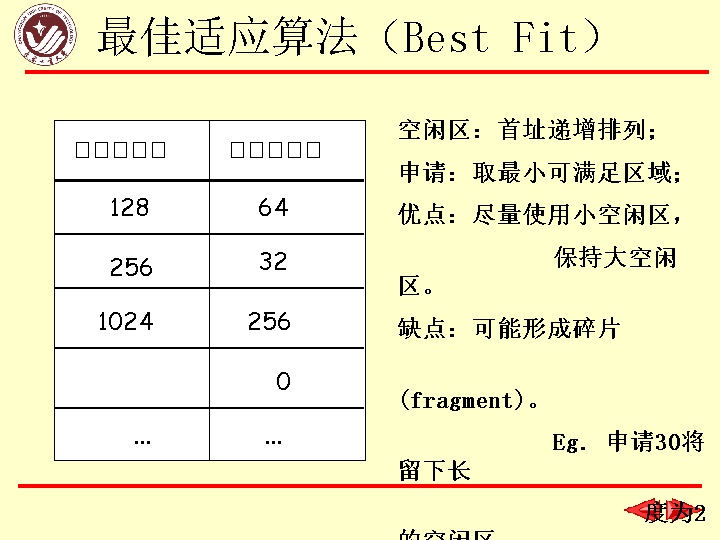 最佳适应算法（Best Fit）
128 64
256 32
1024 256
0
... ...
空闲区：首址递增排列；
申请：取最小可满足区域；
优点：尽量使用小空闲区，
保持大空闲
区。
缺点：可能形成碎片
(fragment)。
Eg. 申请30将
留下长
度为2
的空闲区